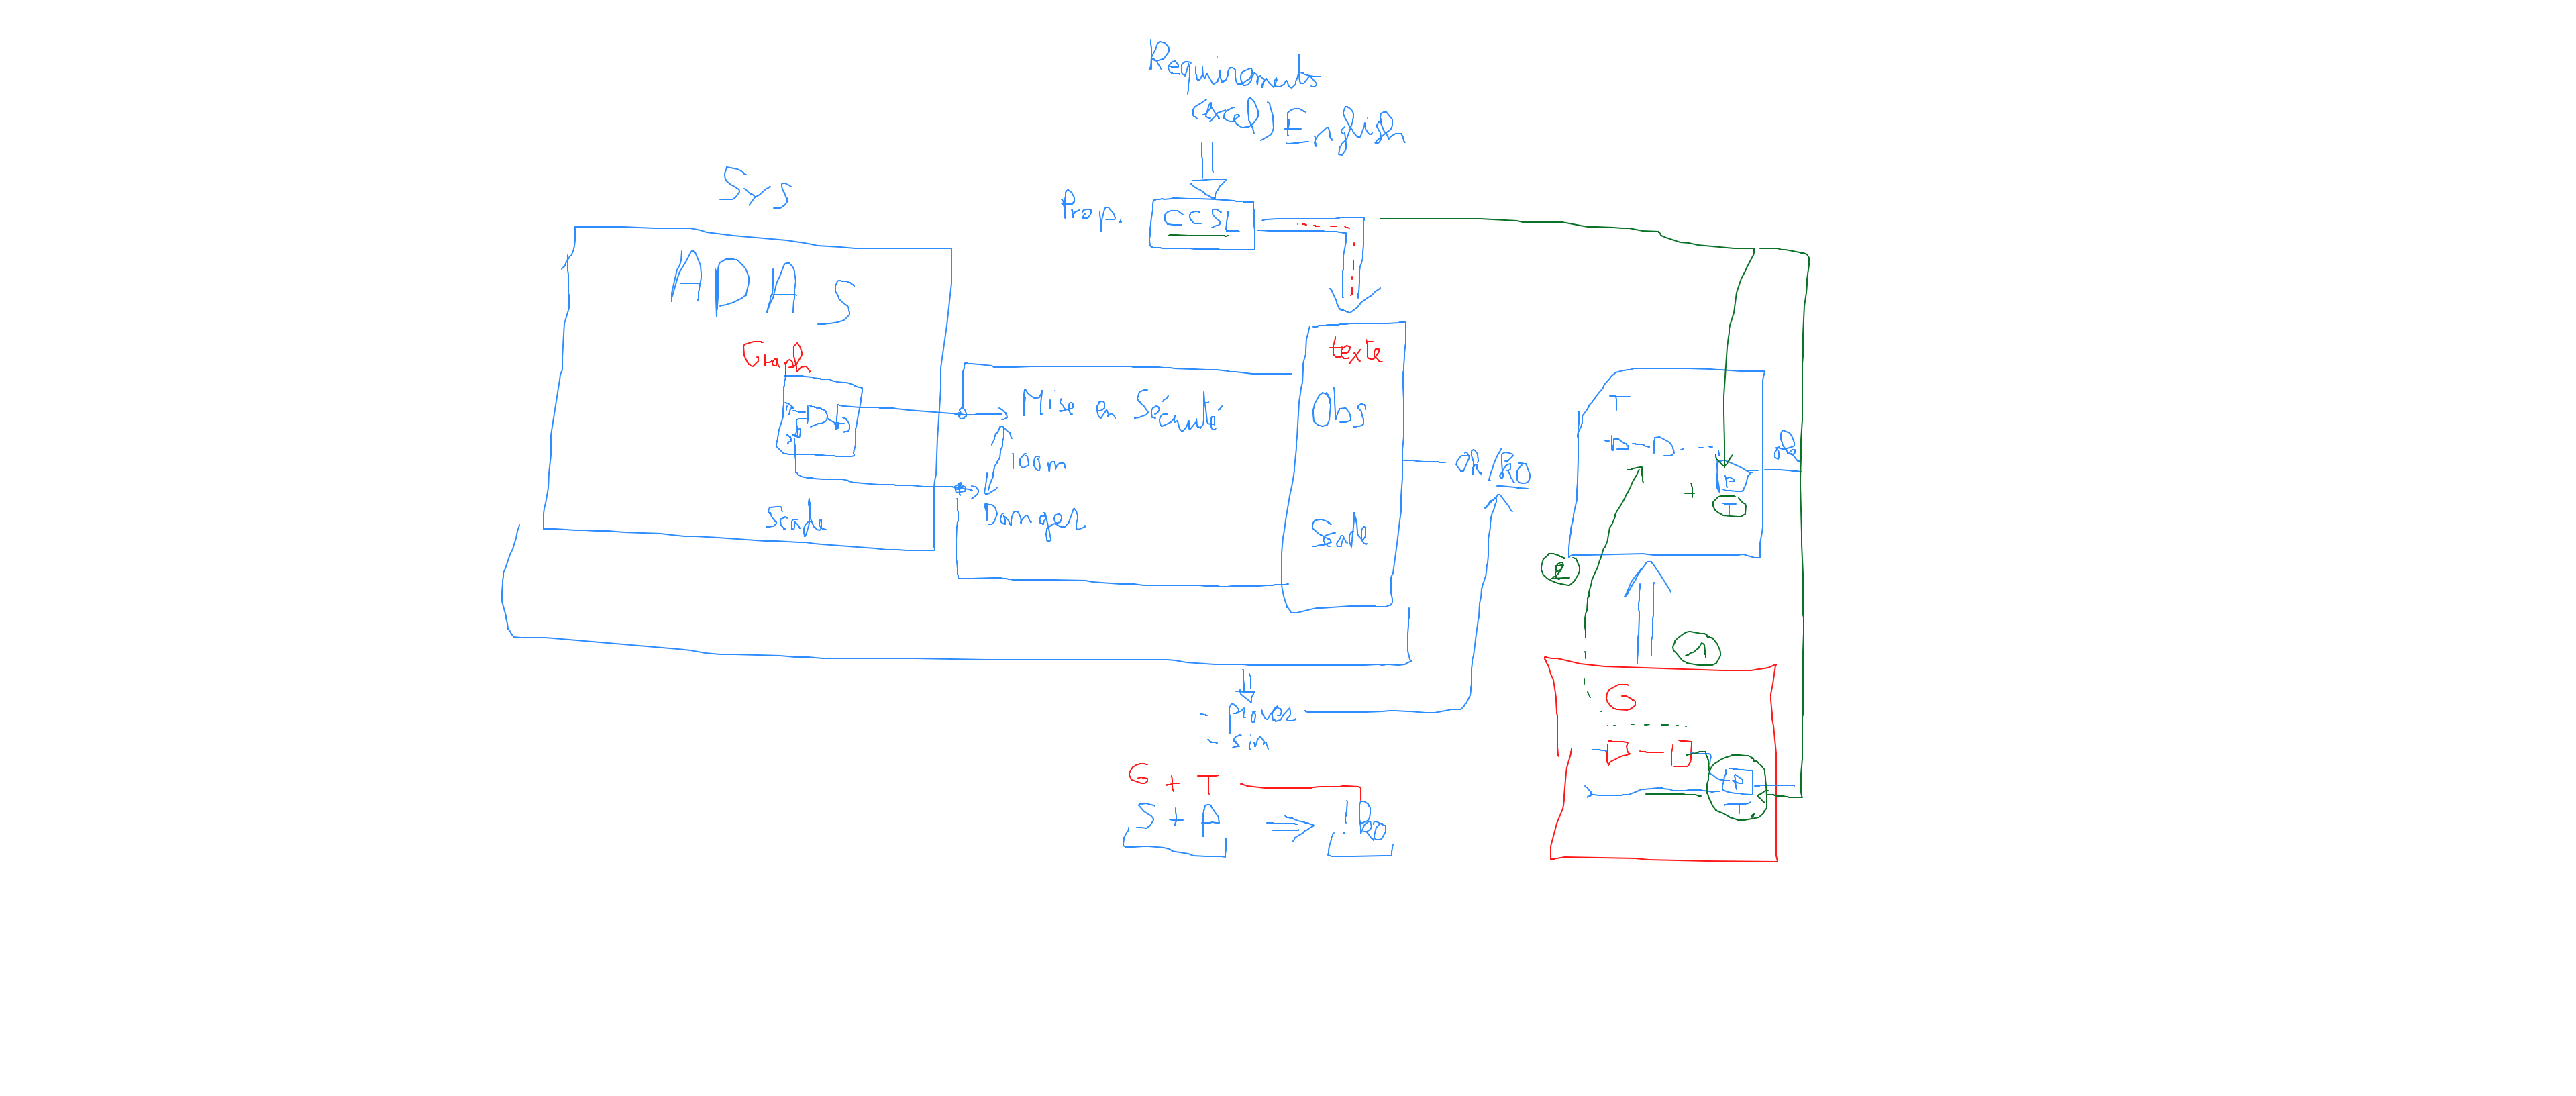 Requirements
(excel) English
Sys
Prop.
CCSL
ADAS
Graph
texte
Mise en Sécurité
Obs
100m
Danger
Scade
Scade
ok/ko
T
ok
P
+
T
2
1
- prover
- sim
G
G + T
P
T
S + P ⇒ !ko